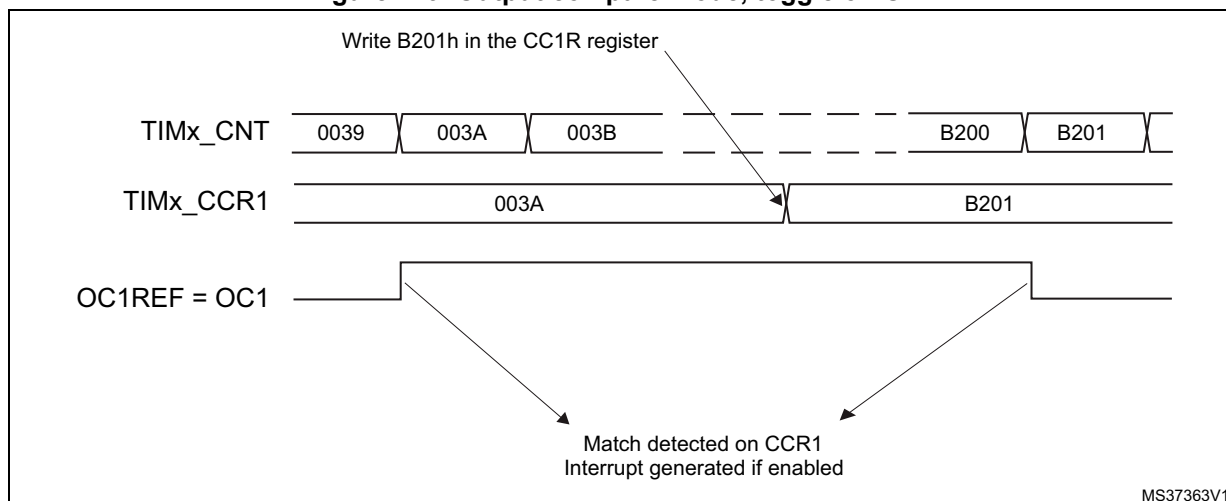 Write B201h in the CC1R register
TIMx_CNT 0039 003A 003B B200 B201
TIMx_CCR1 003A B201
OC1REF = OC1
Match detected on CCR1
Interrupt generated if enabled
MS37363V1